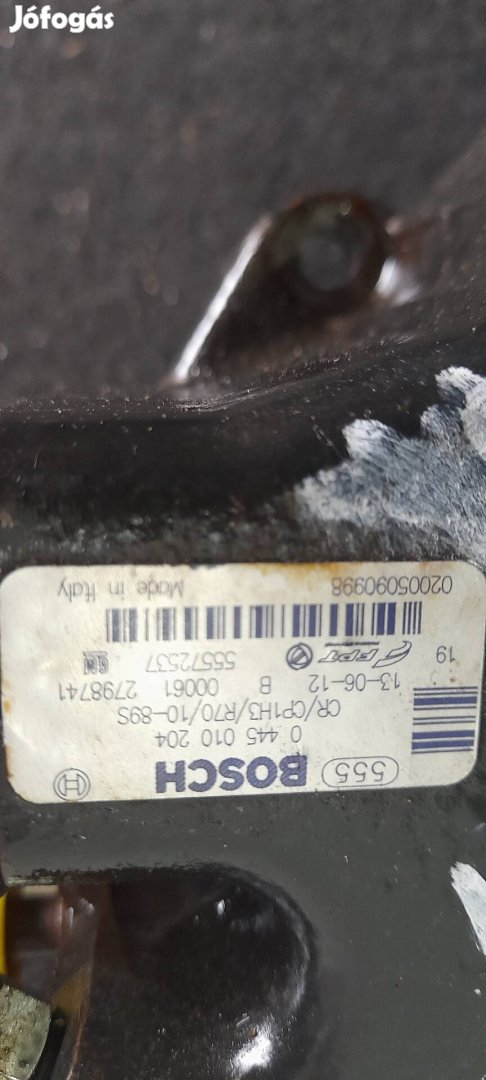 Jófogás
555 BOSCH
0 445 010 204
CR/CP1H3/R70/10-89S
13-06-12 B 00061 2798741
19 FPT 55572537 GM
02005090998 Made in Italy